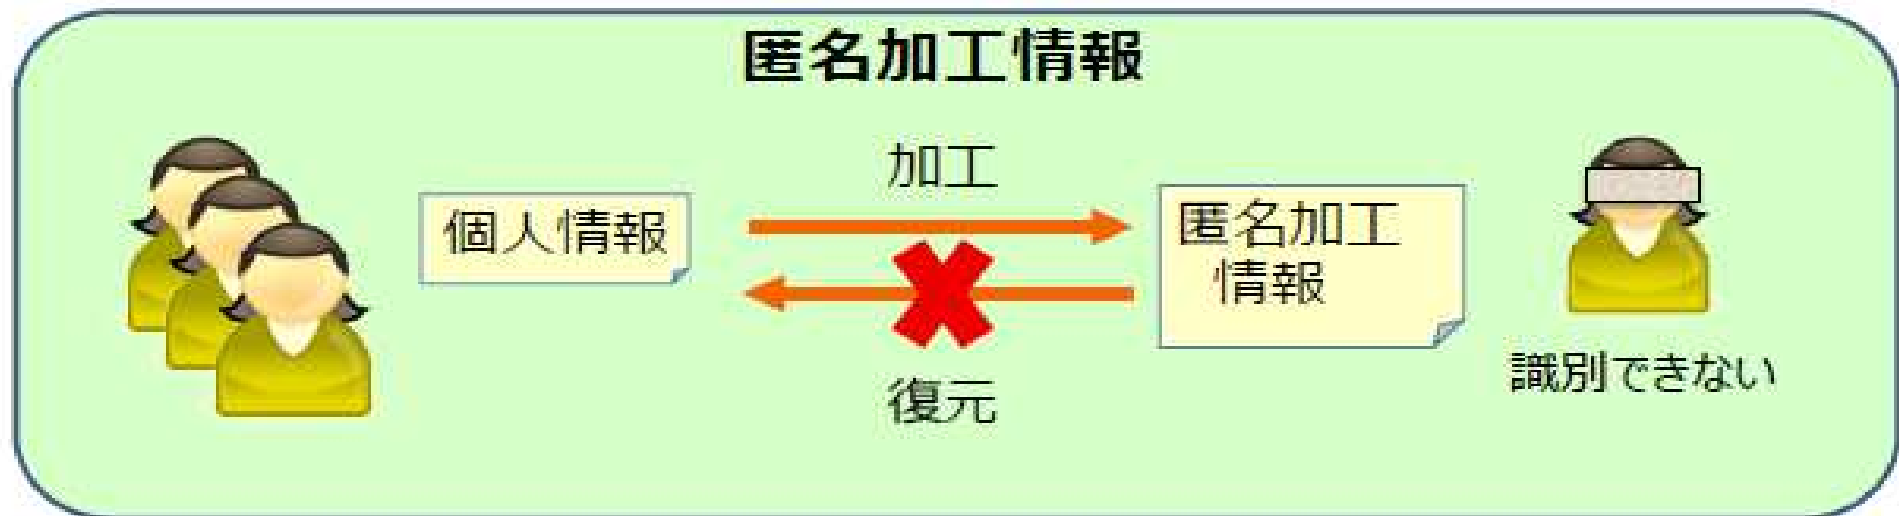 匿名加工情報
加工
個人情報
匿名加工
情報
復元
識別できない